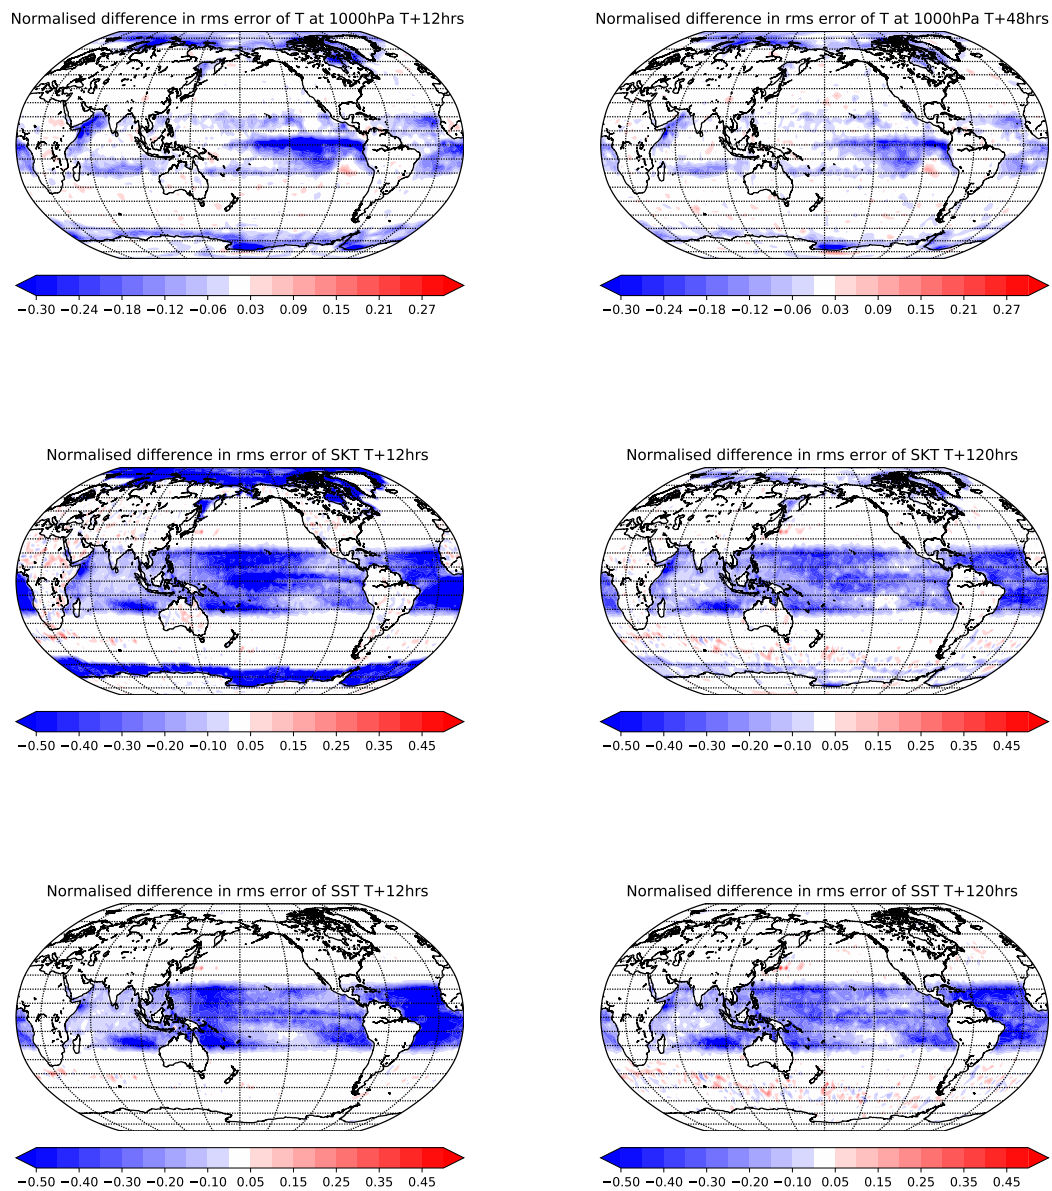 Normalised difference in rms error of T at 1000hPa T+12hrs
Normalised difference in rms error of T at 1000hPa T+48hrs
−0.30 −0.24 −0.18 −0.12 −0.06 0.03 0.09 0.15 0.21 0.27
−0.30 −0.24 −0.18 −0.12 −0.06 0.03 0.09 0.15 0.21 0.27
Normalised difference in rms error of SKT T+12hrs
Normalised difference in rms error of SKT T+120hrs
−0.50 −0.40 −0.30 −0.20 −0.10 0.05 0.15 0.25 0.35 0.45
−0.50 −0.40 −0.30 −0.20 −0.10 0.05 0.15 0.25 0.35 0.45
Normalised difference in rms error of SST T+12hrs
Normalised difference in rms error of SST T+120hrs
−0.50 −0.40 −0.30 −0.20 −0.10 0.05 0.15 0.25 0.35 0.45
−0.50 −0.40 −0.30 −0.20 −0.10 0.05 0.15 0.25 0.35 0.45